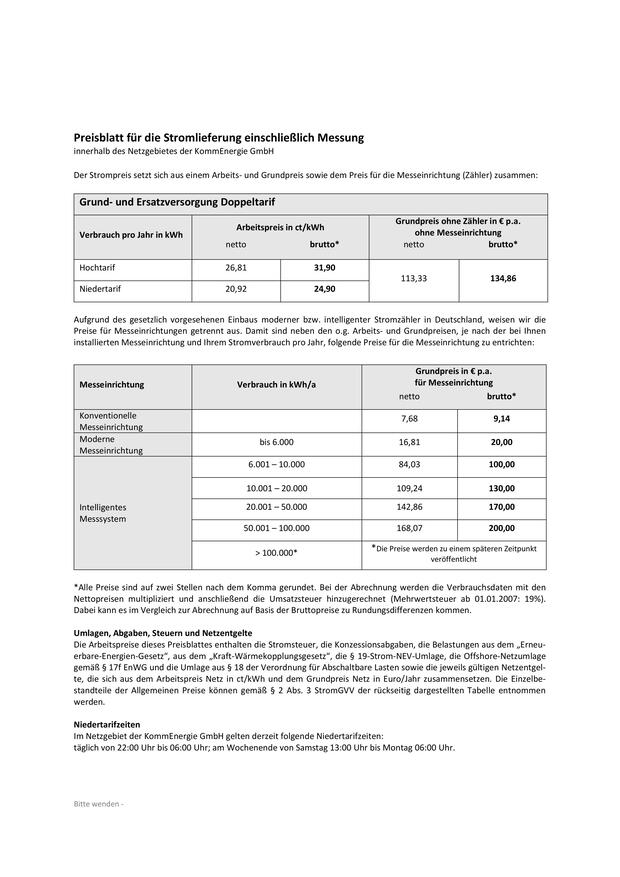 Preisblatt für die Stromlieferung einschließlich Messung
innerhalb des Netzgebietes der KommEnergie GmbH
Der Strompreis setzt sich aus einem Arbeits- und Grundpreis sowie dem Preis für die Messeinrichtung (Zähler) zusammen:
Grund- und Ersatzversorgung Doppeltarif
Verbrauch pro Jahr in kWh
Arbeitspreis in ct/kWh
netto brutto*
Grundpreis ohne Zähler in € p.a.
ohne Messeinrichtung
netto brutto*
Hochtarif 26,81 31,90
113,33 134,86
Niedertarif 20,92 24,90
Aufgrund des gesetzlich vorgesehenen Einbaus moderner bzw. intelligenter Stromzähler in Deutschland, weisen wir die
Preise für Messeinrichtungen getrennt aus. Damit sind neben den o.g. Arbeits- und Grundpreisen, je nach der bei Ihnen
installierten Messeinrichtung und Ihrem Stromverbrauch pro Jahr, folgende Preise für die Messeinrichtung zu entrichten:
Messeinrichtung
Verbrauch in kWh/a
Grundpreis in € p.a.
für Messeinrichtung
netto brutto*
Konventionelle
Messeinrichtung
7,68 9,14
Moderne
Messeinrichtung
bis 6.000 16,81 20,00
Intelligentes
Messsystem
6.001 – 10.000 84,03 100,00
10.001 – 20.000 109,24 130,00
20.001 – 50.000 142,86 170,00
50.001 – 100.000 168,07 200,00
> 100.000*
*Die Preise werden zu einem späteren Zeitpunkt
veröffentlicht
*Alle Preise sind auf zwei Stellen nach dem Komma gerundet. Bei der Abrechnung werden die Verbrauchsdaten mit den
Nettopreisen multipliziert und anschließend die Umsatzsteuer hinzugerechnet (Mehrwertsteuer ab 01.01.2007: 19%).
Dabei kann es im Vergleich zur Abrechnung auf Basis der Bruttopreise zu Rundungsdifferenzen kommen.
Umlagen, Abgaben, Steuern und Netzentgelte
Die Arbeitspreise dieses Preisblattes enthalten die Stromsteuer, die Konzessionsabgaben, die Belastungen aus dem „Erneu-
erbare-Energien-Gesetz“, aus dem „Kraft-Wärmekopplungsgesetz“, die § 19-Strom-NEV-Umlage, die Offshore-Netzumlage
gemäß § 17f EnWG und die Umlage aus § 18 der Verordnung für Abschaltbare Lasten sowie die jeweils gültigen Netzentgel-
te, die sich aus dem Arbeitspreis Netz in ct/kWh und dem Grundpreis Netz in Euro/Jahr zusammensetzen. Die Einzelbe-
standteile der Allgemeinen Preise können gemäß § 2 Abs. 3 StromGVV der rückseitig dargestellten Tabelle entnommen
werden.
Niedertarifzeiten
Im Netzgebiet der KommEnergie GmbH gelten derzeit folgende Niedertarifzeiten:
täglich von 22:00 Uhr bis 06:00 Uhr; am Wochenende von Samstag 13:00 Uhr bis Montag 06:00 Uhr.
Bitte wenden -